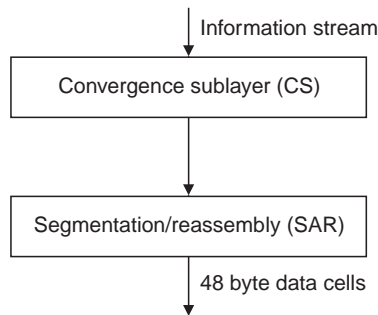 Information stream
Convergence sublayer (CS)
Segmentation/reassembly (SAR)
48 byte data cells